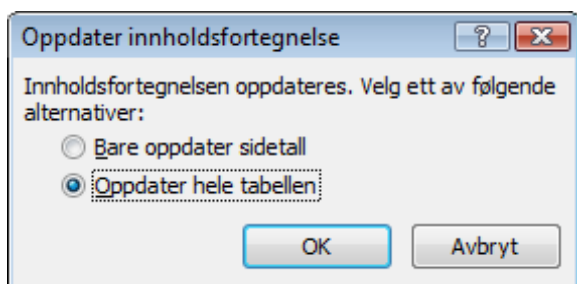 Oppdater innholdsfortegnelse
Innholdsfortegnelsen oppdateres. Velg ett av følgende
alternativer:
Bare oppdater sidetall
Oppdater hele tabellen
OK
Avbryt